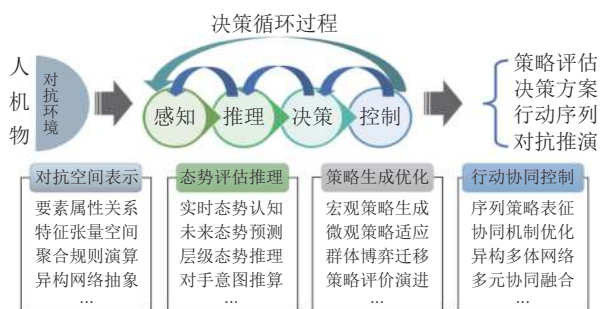 决策循环过程
人
机
物
对抗环境
感知
推理
决策
控制
策略评估
决策方案
行动序列
对抗推演
对抗空间表示
要素属性关系
特征张量空间
聚合规则演算
异构网络抽象
...
态势评估推理
实时态势认知
未来态势预测
层级态势推理
对手意图推算
...
策略生成优化
宏观策略生成
微观策略适应
群体博弈迁移
策略评价演进
...
行动协同控制
序列策略表征
协同机制优化
异构多体网络
多元协同融合
...